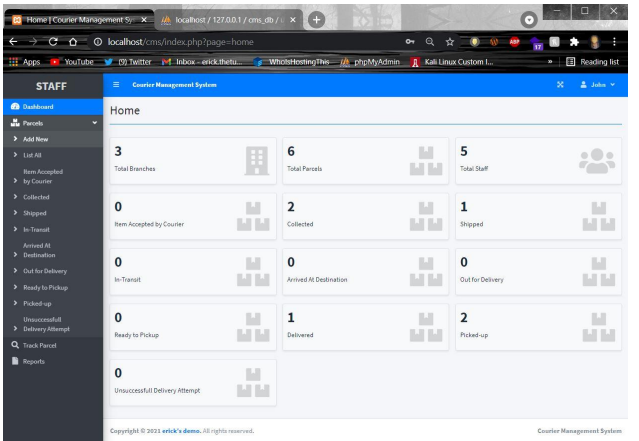 Home | Courier Management Sy
localhost / 127.0.0.1 / cms_db /
localhost/cms/index.php?page=home
ABP
17
Apps
YouTube
(9) Twitter
Inbox - erick.thetu...
WhoIsHostingThis
phpMyAdmin
Kali Linux Custom I...
»
Reading list
STAFF
Courier Management System
John
Dashboard
Parcels
Add New
List All
Item Accepted
by Courier
Collected
Shipped
In-Transit
Arrived At
Destination
Out for Delivery
Ready to Pickup
Picked-up
Unsuccessfull
Delivery Attempt
Track Parcel
Reports
Home
3
Total Branches
6
Total Parcels
5
Total Staff
0
Item Accepted by Courier
2
Collected
1
Shipped
0
In-Transit
0
Arrived At Destination
0
Out for Delivery
0
Ready to Pickup
1
Delivered
2
Picked-up
0
Unsuccessfull Delivery Attempt
Copyright © 2021 erick's demo. All rights reserved.
Courier Management System